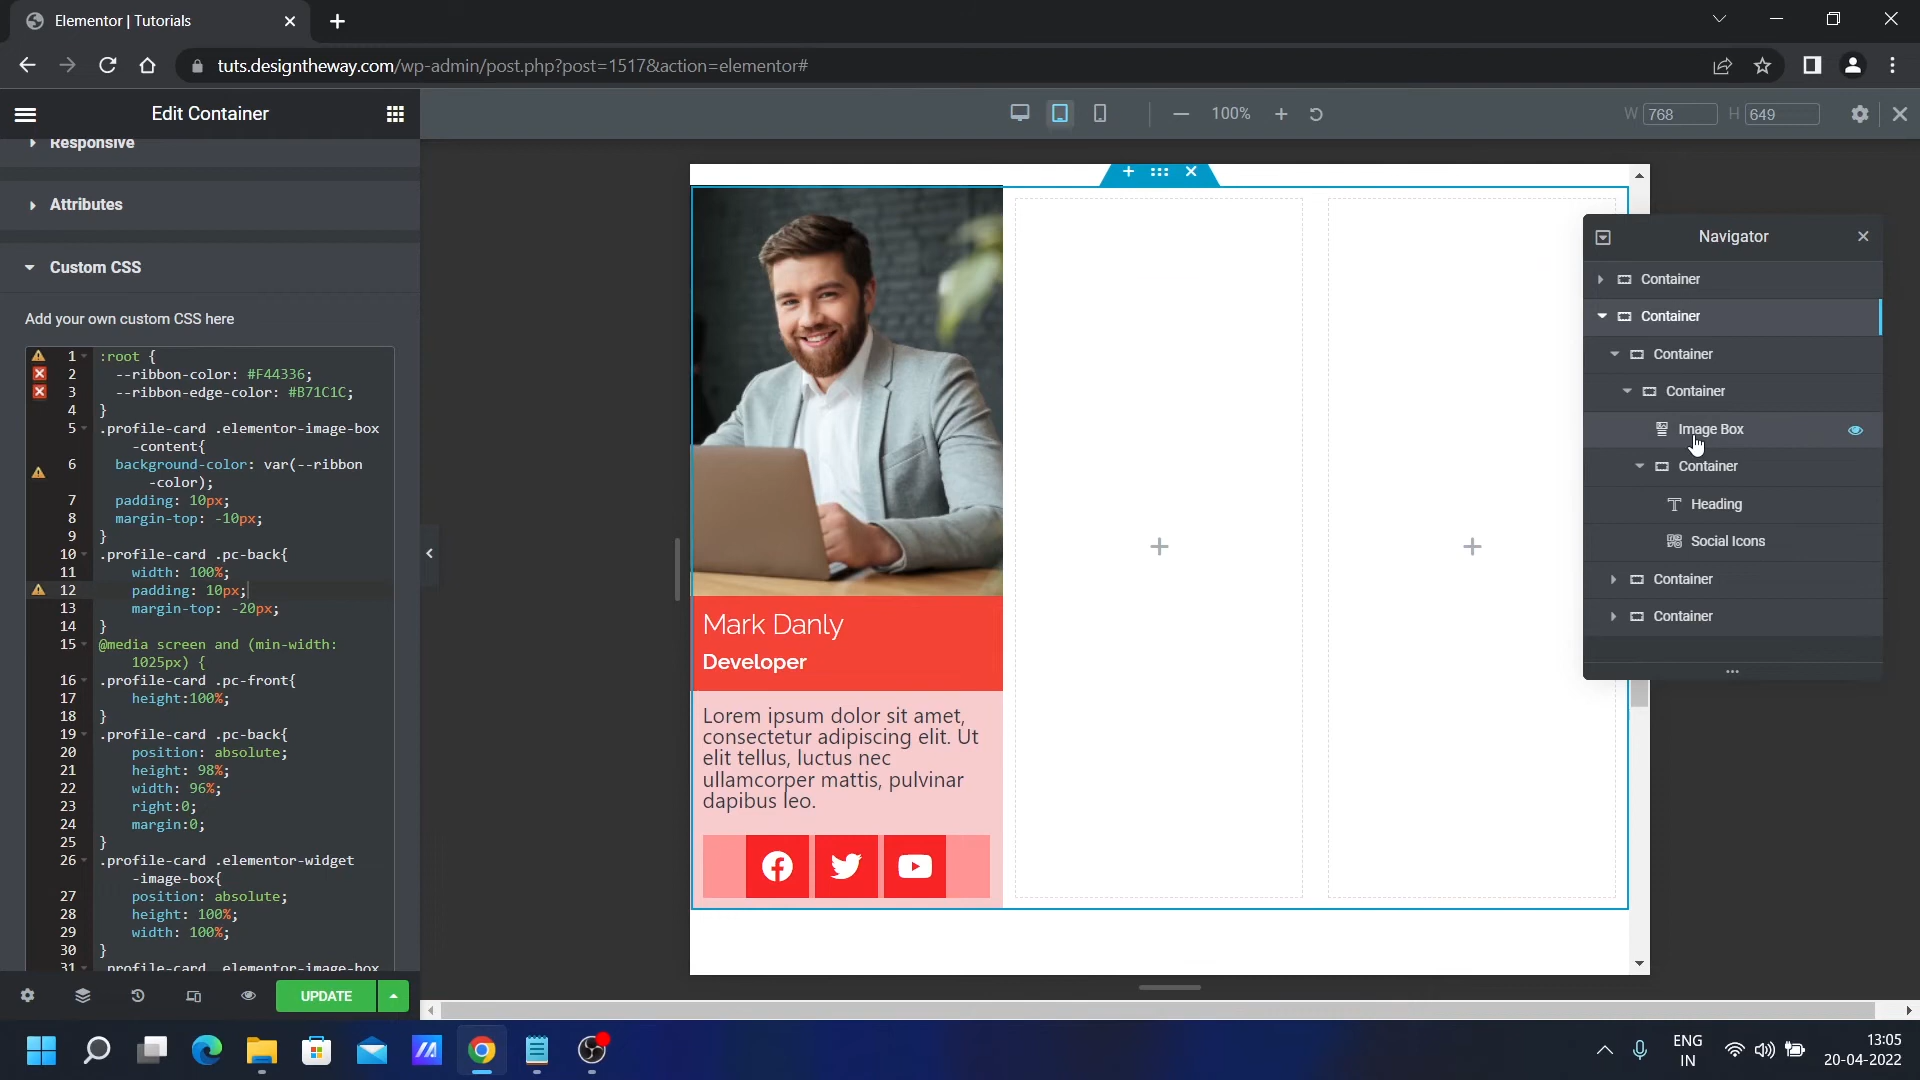 Elementor | Tutorials
tuts.designtheway.com/wp-admin/post.php?post=1517&action=elementor#
Edit Container
100%
W 768
H 649
Responsive
Attributes
Custom CSS
Add your own custom CSS here
1 :root {
2 --ribbon-color: #F44336;
3 --ribbon-edge-color: #B71C1C;
4 }
5 .profile-card .elementor-image-box
-content{
6 background-color: var(--ribbon
-color);
7 padding: 10px;
8 margin-top: -10px;
9 }
10 .profile-card .pc-back{
11 width: 100%;
12 padding: 10px;
13 margin-top: -20px;
14 }
15 @media screen and (min-width:
1025px) {
16 .profile-card .pc-front{
17 height:100%;
18 }
19 .profile-card .pc-back{
20 position: absolute;
21 height: 98%;
22 width: 96%;
23 right:0;
24 margin:0;
25 }
26 .profile-card .elementor-widget
-image-box{
27 position: absolute;
28 height: 100%;
29 width: 100%;
30 }
31 .profile-card .elementor-image-box
UPDATE
Mark Danly
Developer
Lorem ipsum dolor sit amet,
consectetur adipiscing elit. Ut
elit tellus, luctus nec
ullamcorper mattis, pulvinar
dapibus leo.
Navigator
Container
Container
Container
Container
Image Box
Container
Heading
Social Icons
Container
Container
ENG
IN
13:05
20-04-2022